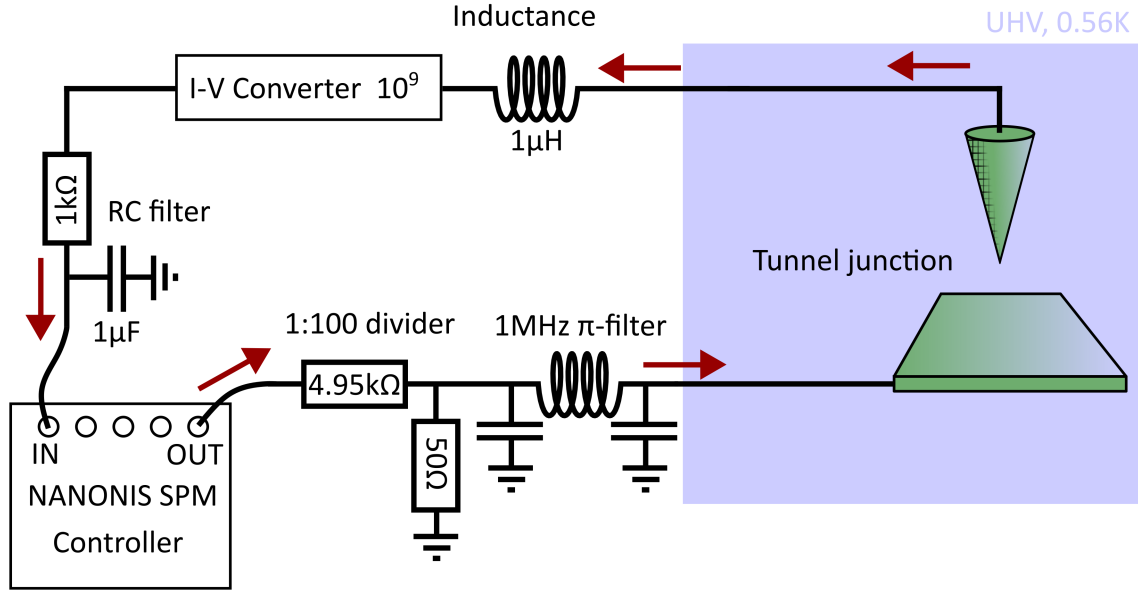 Inductance
UHV, 0.56K
I-V Converter 10⁹
1µH
1kΩ
RC filter
Tunnel junction
1µF
1:100 divider
1MHz π-filter
4.95kΩ
50Ω
IN
OUT
NANONIS SPM
Controller